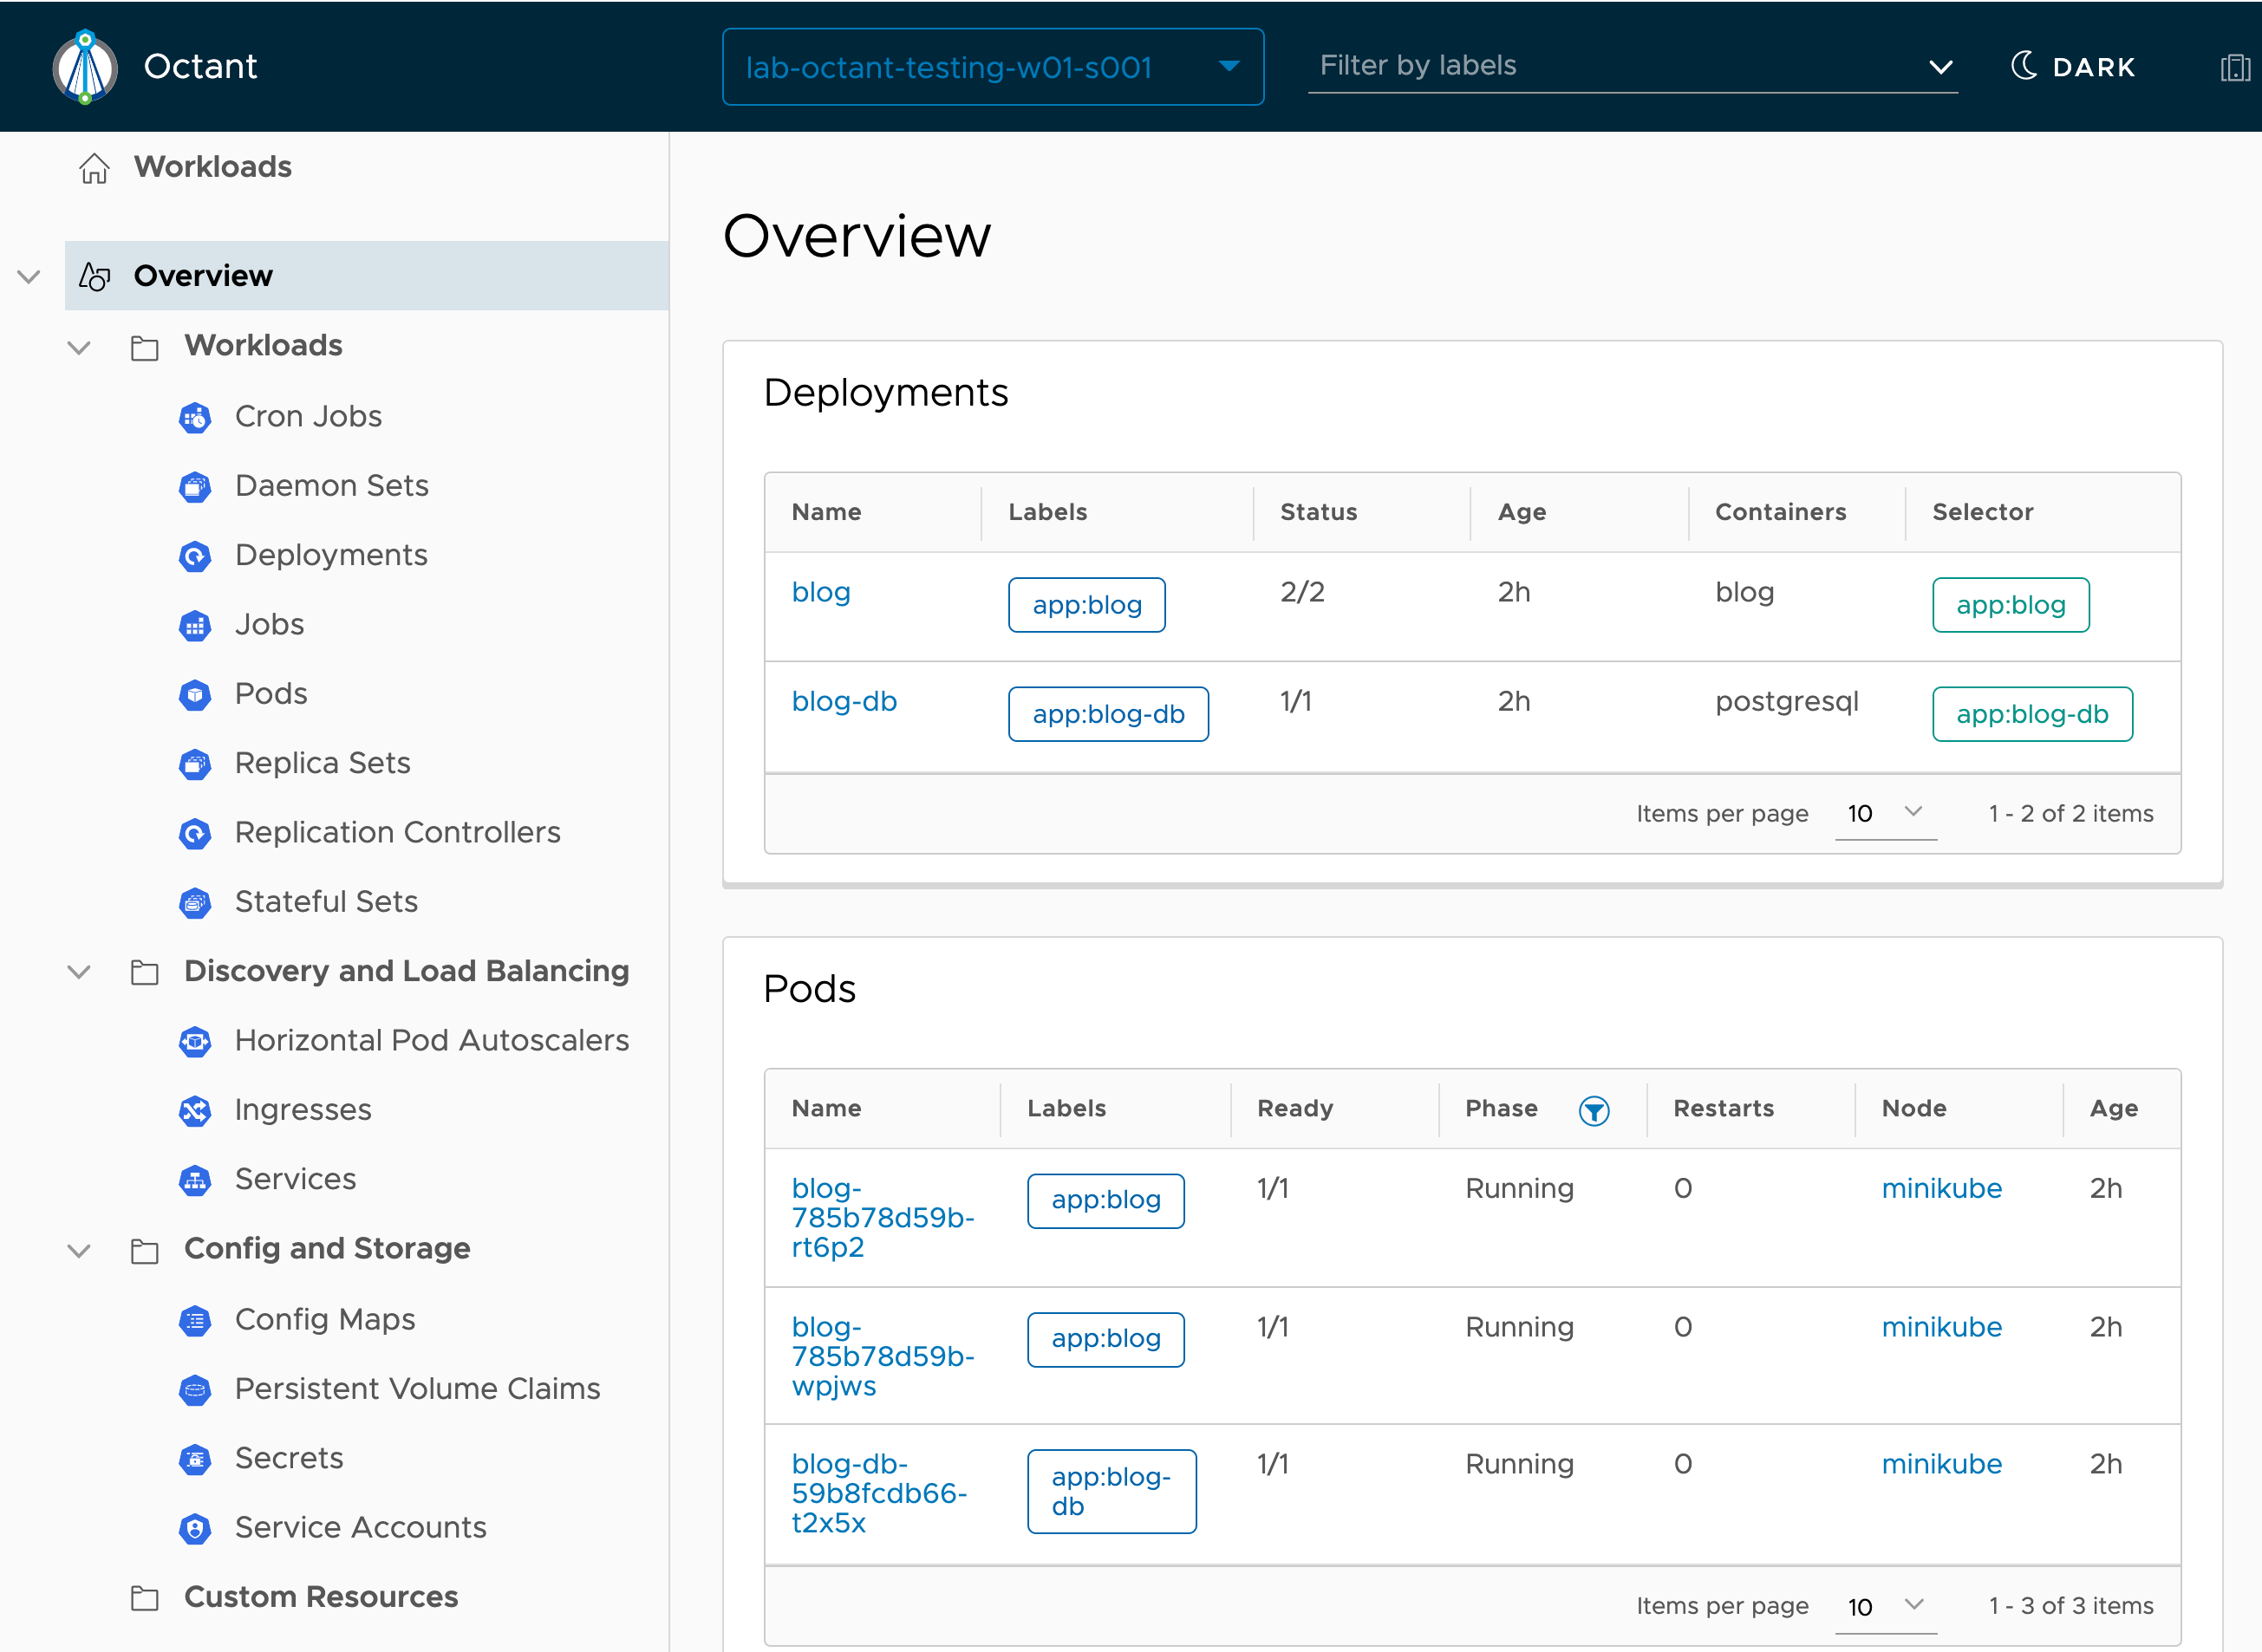 Octant
lab-octant-testing-w01-s001
Filter by labels
DARK
Workloads
Overview
Workloads
Cron Jobs
Daemon Sets
Deployments
Jobs
Pods
Replica Sets
Replication Controllers
Stateful Sets
Discovery and Load Balancing
Horizontal Pod Autoscalers
Ingresses
Services
Config and Storage
Config Maps
Persistent Volume Claims
Secrets
Service Accounts
Custom Resources
Overview
Deployments
Name Labels Status Age Containers Selector
blog app:blog 2/2 2h blog app:blog
blog-db app:blog-db 1/1 2h postgresql app:blog-db
Items per page 10 1 - 2 of 2 items
Pods
Name Labels Ready Phase Restarts Node Age
blog- app:blog 1/1 Running 0 minikube 2h
785b78d59b-
rt6p2
blog- app:blog 1/1 Running 0 minikube 2h
785b78d59b-
wpjws
blog-db- app:blog- 1/1 Running 0 minikube 2h
59b8fcdb66- db
t2x5x
Items per page 10 1 - 3 of 3 items